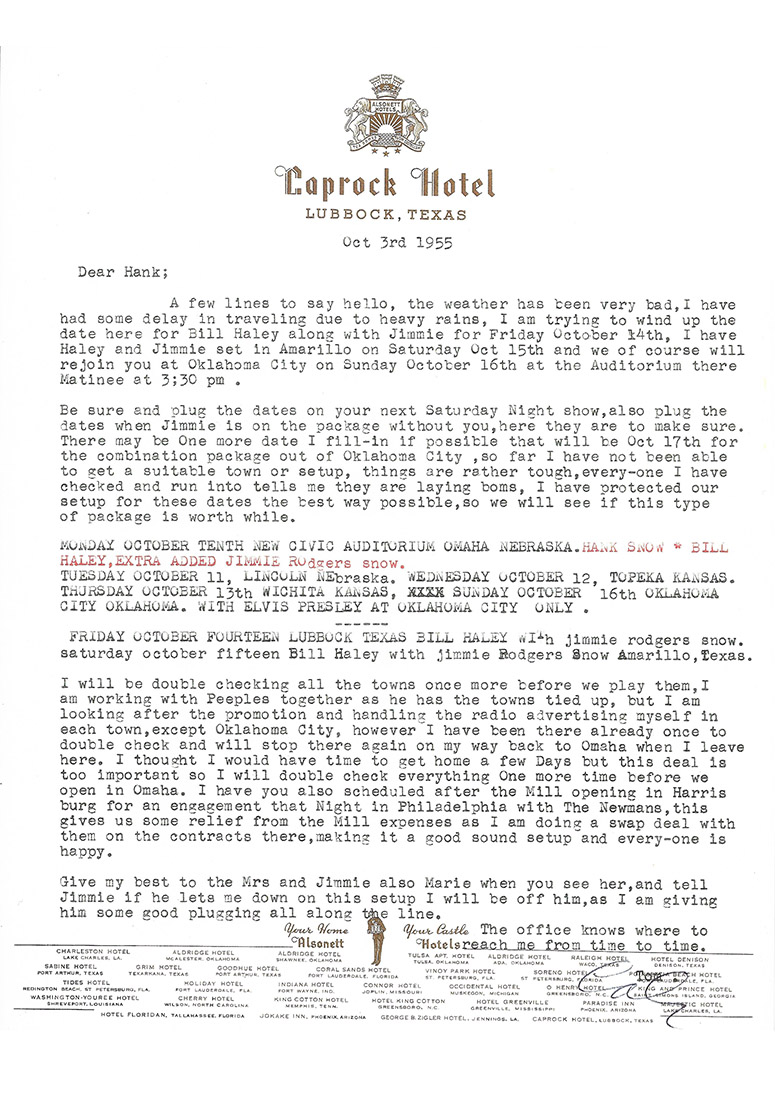 ALSONETT
HOTELS
Caprock Hotel
LUBBOCK, TEXAS
Oct 3rd 1955
Dear Hank;
A few lines to say hello, the weather has been very bad,I have
had some delay in traveling due to heavy rains, I am trying to wind up the
date here for Bill Haley along with Jimmie for Friday October 14th, I have
Haley and Jimmie set in Amarillo on Saturday Oct 15th and we of course will
rejoin you at Oklahoma City on Sunday October 16th at the Auditorium there
Matinee at 3;30 pm .
Be sure and plug the dates on your next Saturday Night show,also plug the
dates when Jimmie is on the package without you,here they are to make sure.
There may be One more date I fill-in if possible that will be Oct 17th for
the combination package out of Oklahoma City ,so far I have not been able
to get a suitable town or setup, things are rather tough,every-one I have
checked and run into tells me they are laying boms, I have protected our
setup for these dates the best way possible,so we will see if this type
of package is worth while.
MONDAY OCTOBER TENTH NEW CIVIC AUDITORIUM OMAHA NEBRASKA.HANK SNOW * BILL
HALEY,EXTRA ADDED JIMMIE ROdgers snow.
TUESDAY OCTOBER 11, LINCOLN NEbraska. WEDNESDAY OCTOBER 12, TOPEKA KANSAS.
THURSDAY OCTOBER 13th WICHITA KANSAS, XXXX SUNDAY OCTOBER 16th OKLAHOMA
CITY OKLAHOMA. WITH ELVIS PRESLEY AT OKLAHOMA CITY ONLY .
------
FRIDAY OCTOBER FOURTEEN LUBBOCK TEXAS BILL HALEY WIth jimmie rodgers snow.
saturday october fifteen Bill Haley with jimmie Rodgers Snow Amarillo,Texas.
I will be double checking all the towns once more before we play them,I
am working with Peeples together as he has the towns tied up, but I am
looking after the promotion and handling the radio advertising myself in
each town,except Oklahoma City, however I have been there already once to
double check and will stop there again on my way back to Omaha when I leave
here. I thought I would have time to get home a few Days but this deal is
too important so I will double check everything One more time before we
open in Omaha. I have you also scheduled after the Mill opening in Harris
burg for an engagement that Night in Philadelphia with The Newmans,this
gives us some relief from the Mill expenses as I am doing a swap deal with
them on the contracts there,making it a good sound setup and every-one is
happy.
Give my best to the Mrs and Jimmie also Marie when you see her,and tell
Jimmie if he lets me down on this setup I will be off him,as I am giving
him some good plugging all along the line.
Your Home Your Castle The office knows where to
Alsonett Hotels reach me from time to time.
CHARLESTON HOTEL ALDRIDGE HOTEL ALDRIDGE HOTEL TULSA APT. HOTEL ALDRIDGE HOTEL RALEIGH HOTEL HOTEL DENISON
LAKE CHARLES, LA. MCALESTER, OKLAHOMA SHAWNEE, OKLAHOMA TULSA, OKLAHOMA ADA, OKLAHOMA WACO, TEXAS DENISON, TEXAS
SABINE HOTEL GRIM HOTEL GOODHUE HOTEL CORAL SANDS HOTEL VINOY PARK HOTEL SORENO HOTEL BEACH HOTEL
PORT ARTHUR, TEXAS TEXARKANA, TEXAS PORT ARTHUR, TEXAS FORT LAUDERDALE, FLORIDA ST PETERSBURG, FLA. ST PETERSBURG, FLORIDA
Tom
TIDES HOTEL HOLIDAY HOTEL INDIANA HOTEL CONNOR HOTEL OCCIDENTAL HOTEL O HENRY HOTEL KING AND PRINCE HOTEL
REDINGTON BEACH, ST PETERSBURG, FLA. FORT LAUDERDALE, FLA. FORT WAYNE, IND. JOPLIN, MISSOURI MUSKEGON, MICHIGAN GREENSBORO, N.C. SAINT SIMONS ISLAND, GEORGIA
WASHINGTON-YOUREE HOTEL CHERRY HOTEL KING COTTON HOTEL HOTEL KING COTTON HOTEL GREENVILLE PARADISE INN MAJESTIC HOTEL
SHREVEPORT, LOUISIANA WILSON, NORTH CAROLINA MEMPHIS, TENN. GREENSBORO, N.C. GREENVILLE, MISSISSIPPI PHOENIX, ARIZONA LAKE CHARLES, LA.
HOTEL FLORIDAN, TALLAHASSEE, FLORIDA JOKAKE INN, PHOENIX, ARIZONA GEORGE B. ZIGLER HOTEL, JENNINGS, LA. CAPROCK HOTEL, LUBBOCK, TEXAS